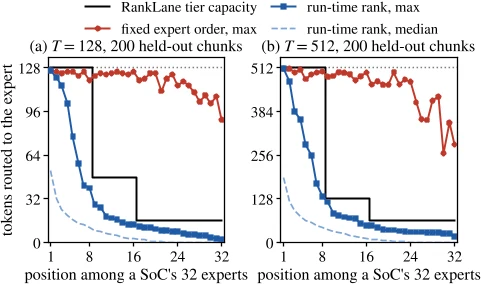 RankLane tier capacity
run-time rank, max
fixed expert order, max
run-time rank, median
(a) T = 128, 200 held-out chunks
(b) T = 512, 200 held-out chunks
tokens routed to the expert
128
96
64
32
0
1
8
16
24
32
position among a SoC's 32 experts
512
384
256
128
0
1
8
16
24
32
position among a SoC's 32 experts